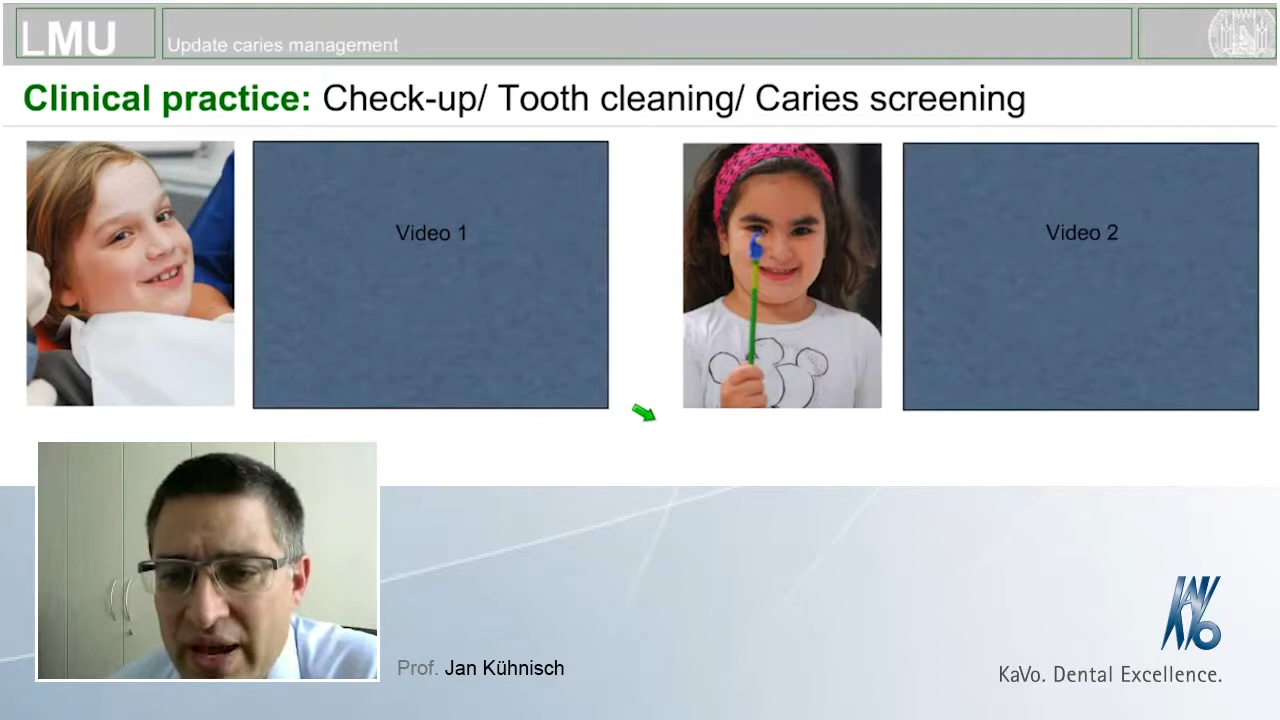 LMU
Update caries management
Clinical practice: Check-up/ Tooth cleaning/ Caries screening
Video 1
Video 2
Prof. Jan Kühnisch
KaVo
KaVo. Dental Excellence.